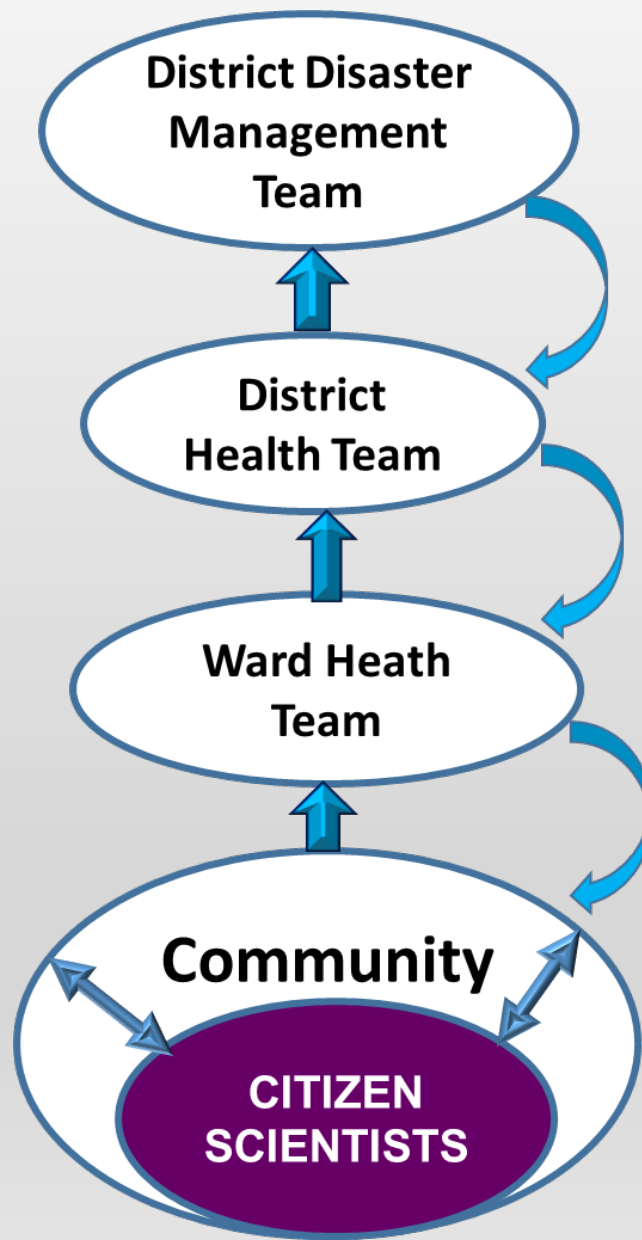 District Disaster
Management
Team
District
Health Team
Ward Heath
Team
Community
CITIZEN
SCIENTISTS